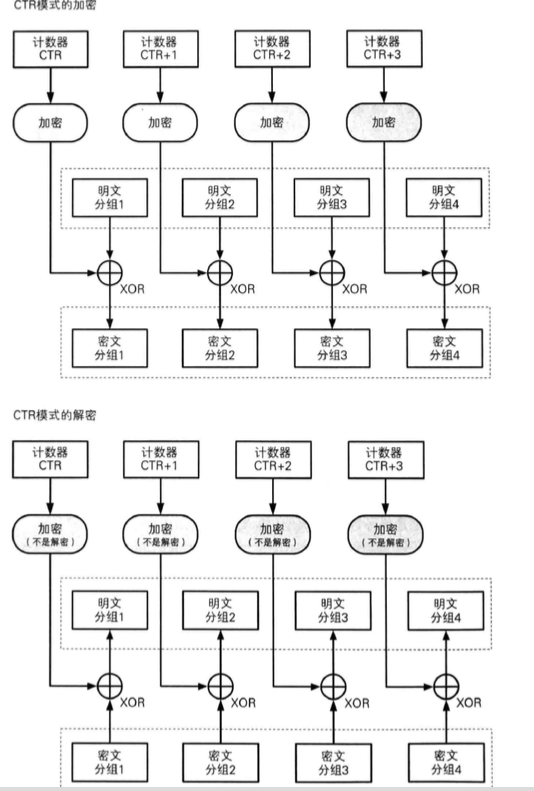 CTR模式的加密
计数器 计数器 计数器 计数器
CTR CTR+1 CTR+2 CTR+3
加密 加密 加密 加密
明文 明文 明文 明文
分组1 分组2 分组3 分组4
XOR XOR XOR XOR
密文 密文 密文 密文
分组1 分组2 分组3 分组4
CTR模式的解密
计数器 计数器 计数器 计数器
CTR CTR+1 CTR+2 CTR+3
加密 加密 加密 加密
(不是解密) (不是解密) (不是解密) (不是解密)
明文 明文 明文 明文
分组1 分组2 分组3 分组4
XOR XOR XOR XOR
密文 密文 密文 密文
分组1 分组2 分组3 分组4